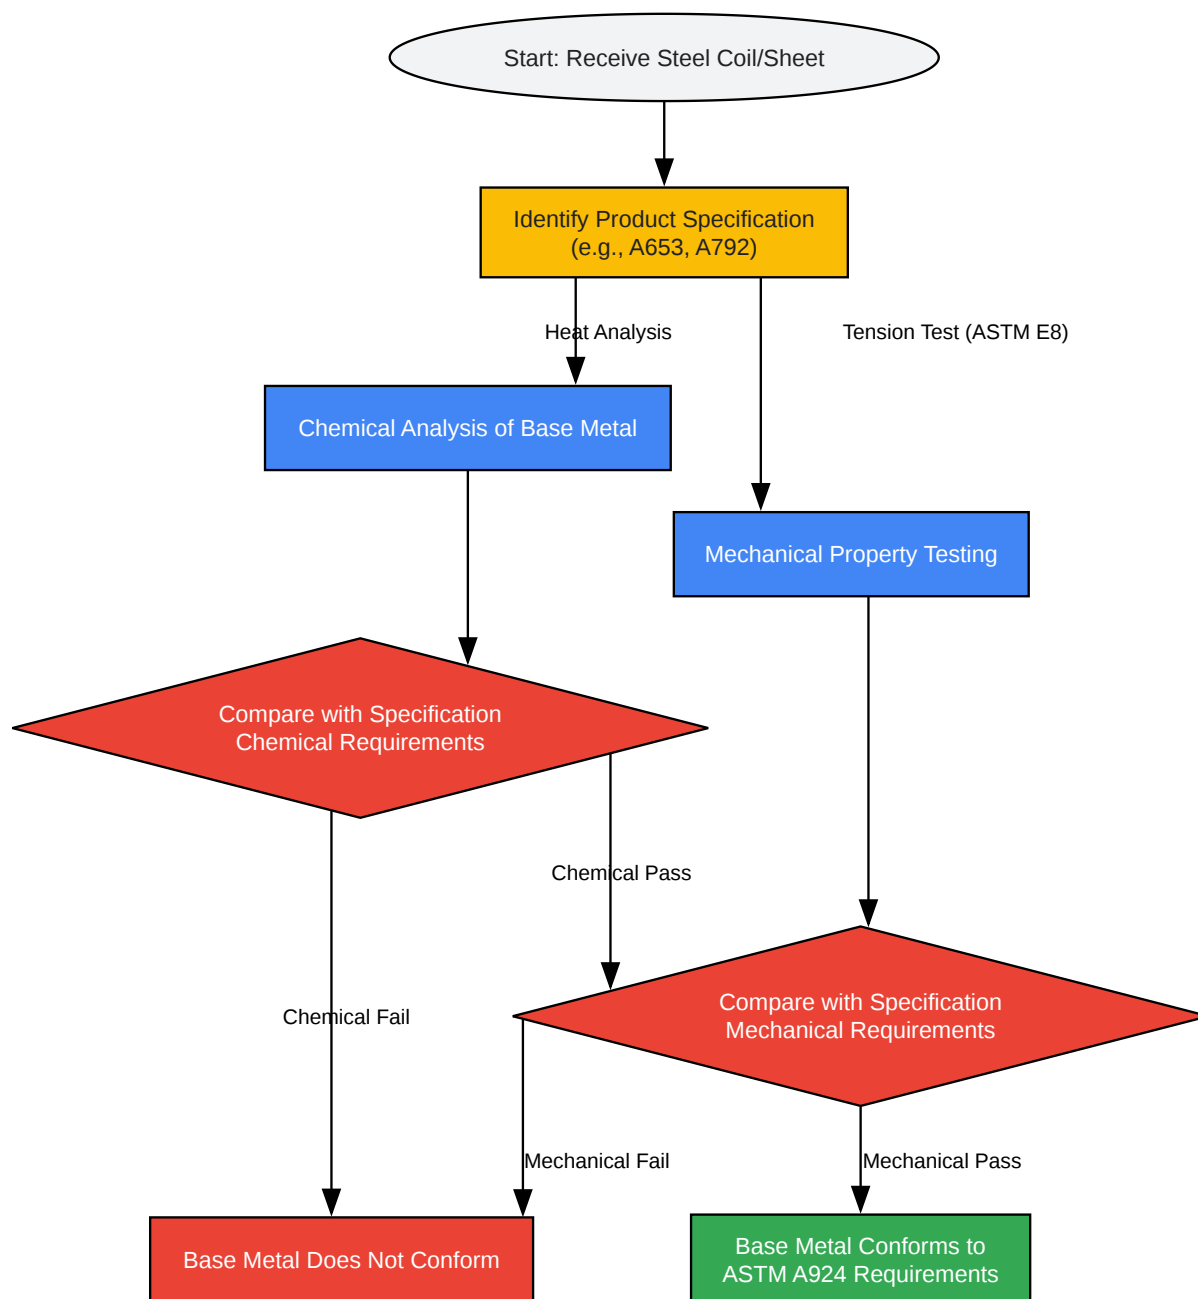 Start: Receive Steel Coil/Sheet
Identify Product Specification
(e.g., A653, A792)
Heat Analysis
Tension Test (ASTM E8)
Chemical Analysis of Base Metal
Mechanical Property Testing
Compare with Specification
Chemical Requirements
Chemical Pass
Compare with Specification
Mechanical Requirements
Chemical Fail
Mechanical Fail
Mechanical Pass
Base Metal Does Not Conform
Base Metal Conforms to
ASTM A924 Requirements